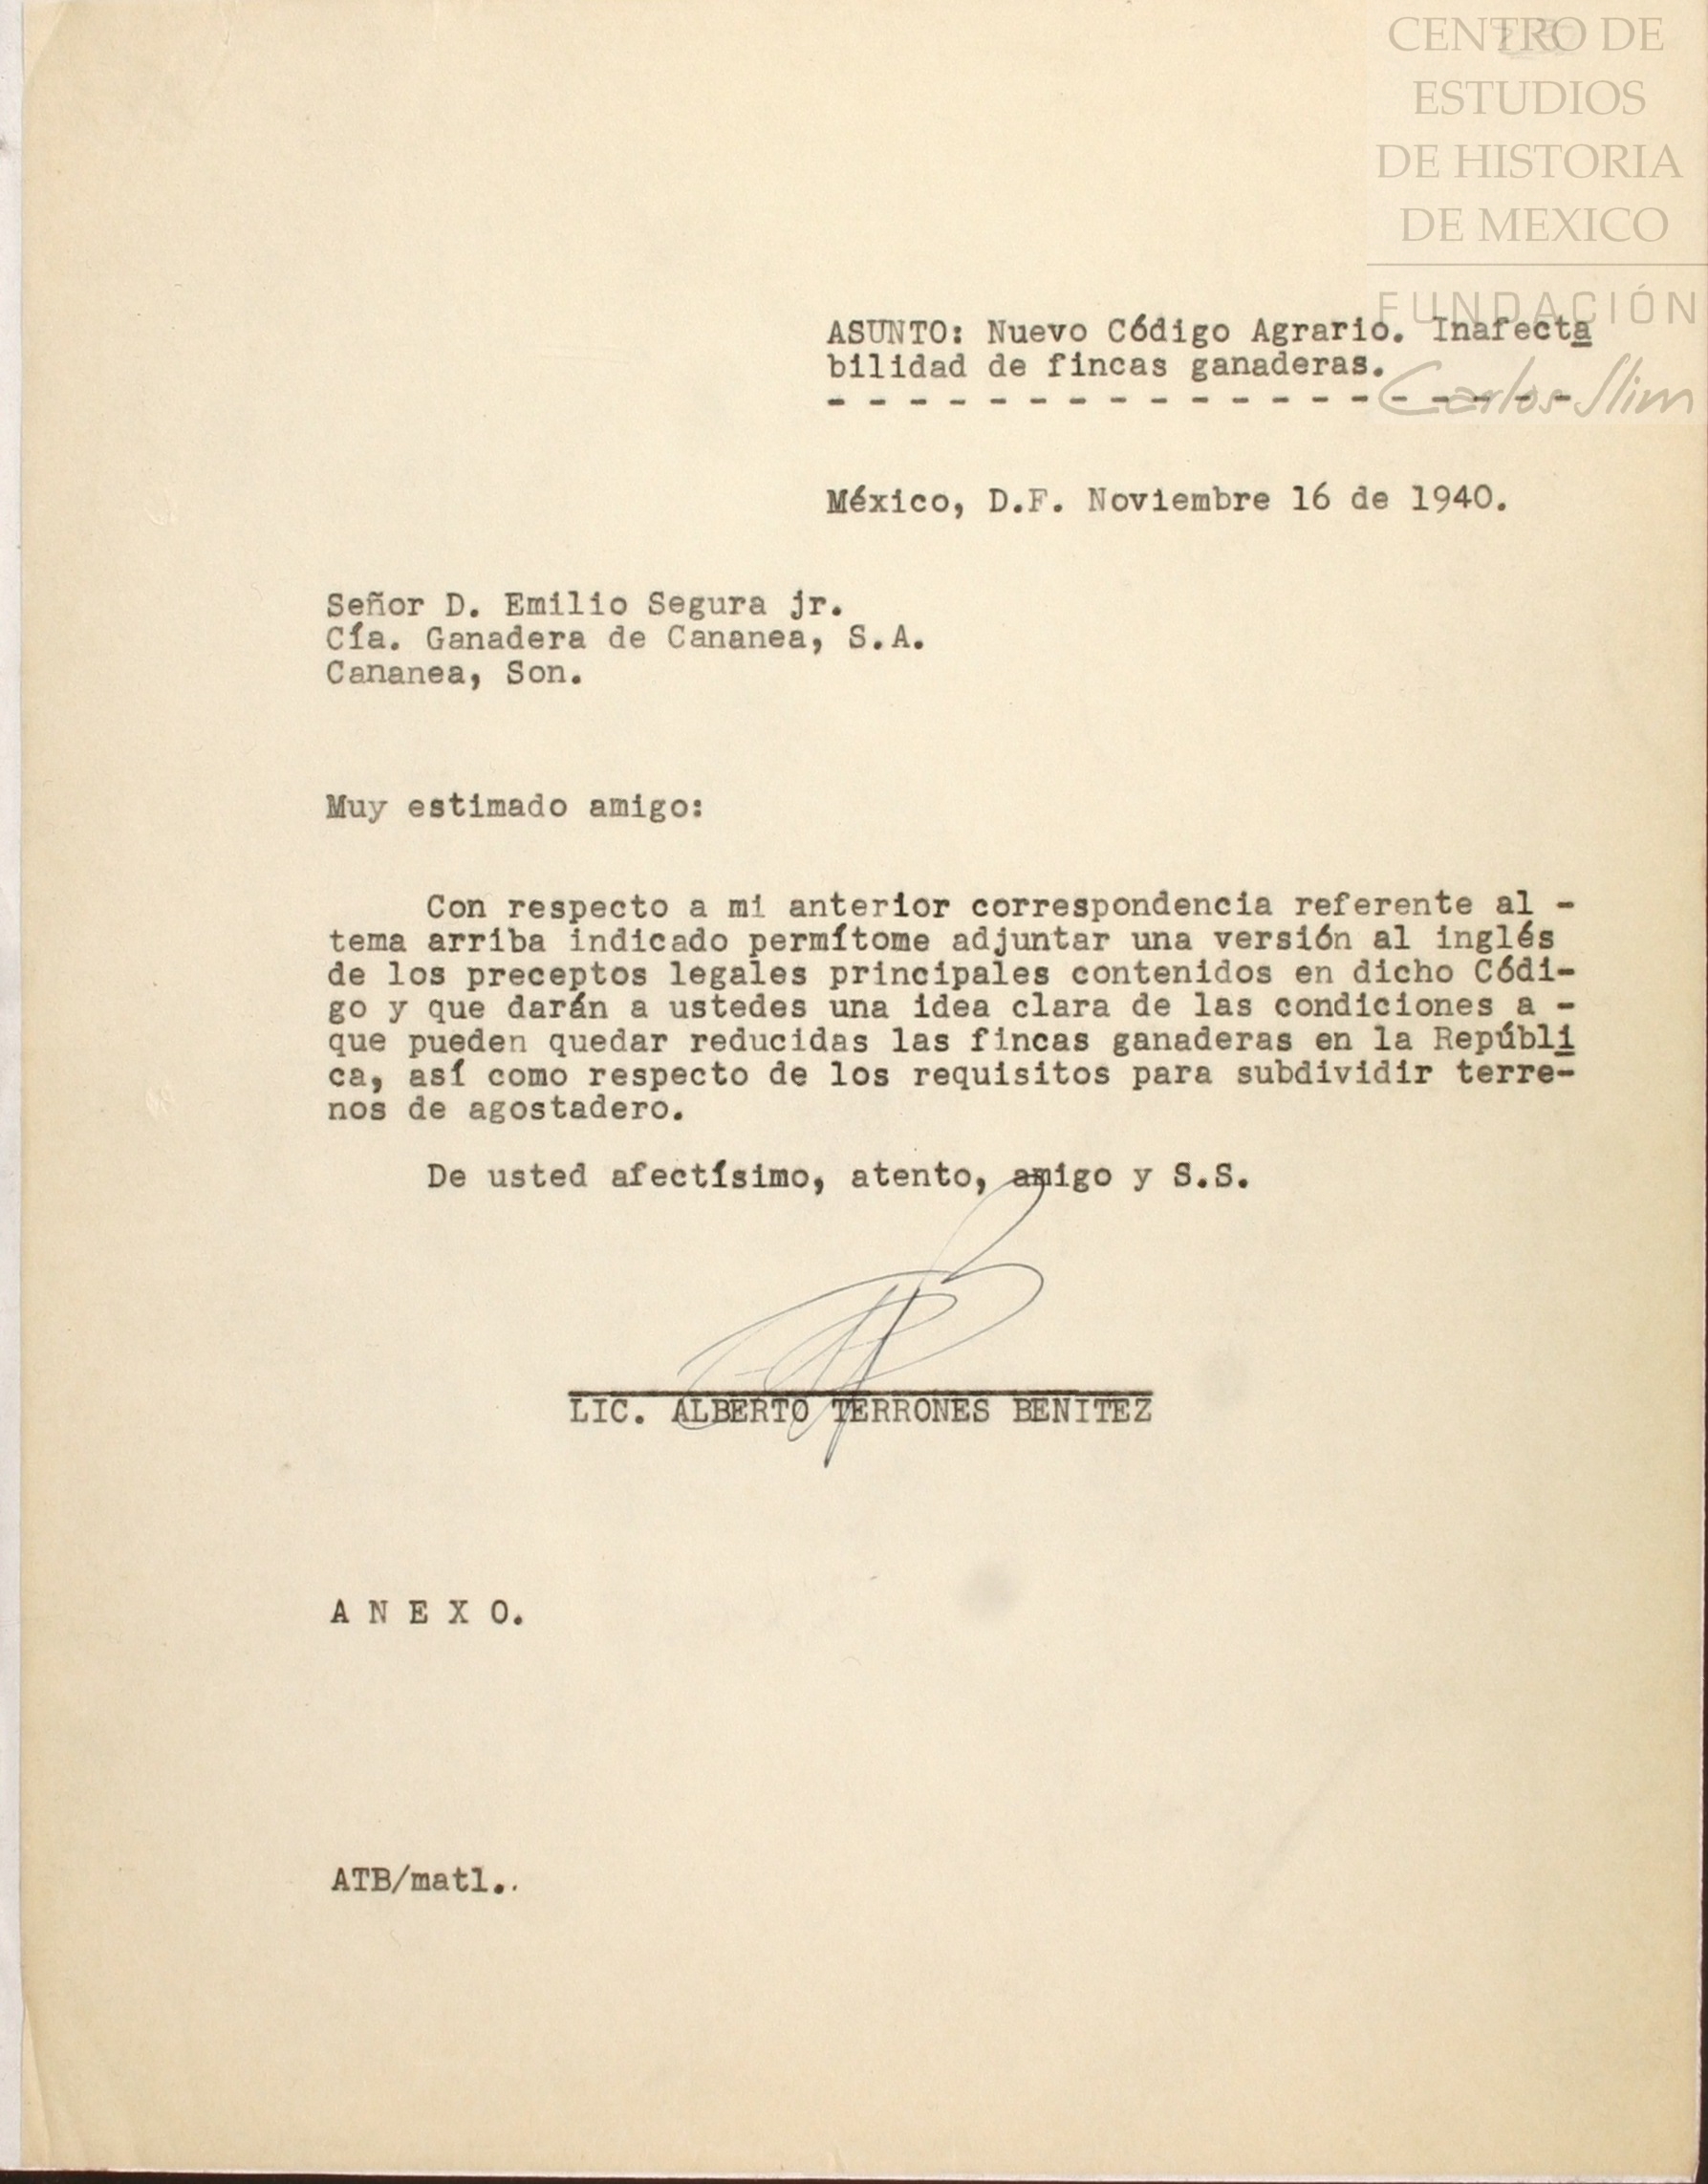 CENTRO DE
ESTUDIOS
DE HISTORIA
DE MEXICO
FUNDACIÓN
Carlos Slim
ASUNTO: Nuevo Código Agrario. Inafecta
bilidad de fincas ganaderas.
- - - - - - - - - - - - - - - - - - -
México, D.F. Noviembre 16 de 1940.
Señor D. Emilio Segura jr.
Cía. Ganadera de Cananea, S.A.
Cananea, Son.
Muy estimado amigo:
Con respecto a mi anterior correspondencia referente al -
tema arriba indicado permítome adjuntar una versión al inglés
de los preceptos legales principales contenidos en dicho Códi-
go y que darán a ustedes una idea clara de las condiciones a -
que pueden quedar reducidas las fincas ganaderas en la Repúbli
ca, así como respecto de los requisitos para subdividir terre-
nos de agostadero.
De usted afectísimo, atento, amigo y S.S.
LIC. ALBERTO TERRONES BENITEZ
A N E X O.
ATB/matl..